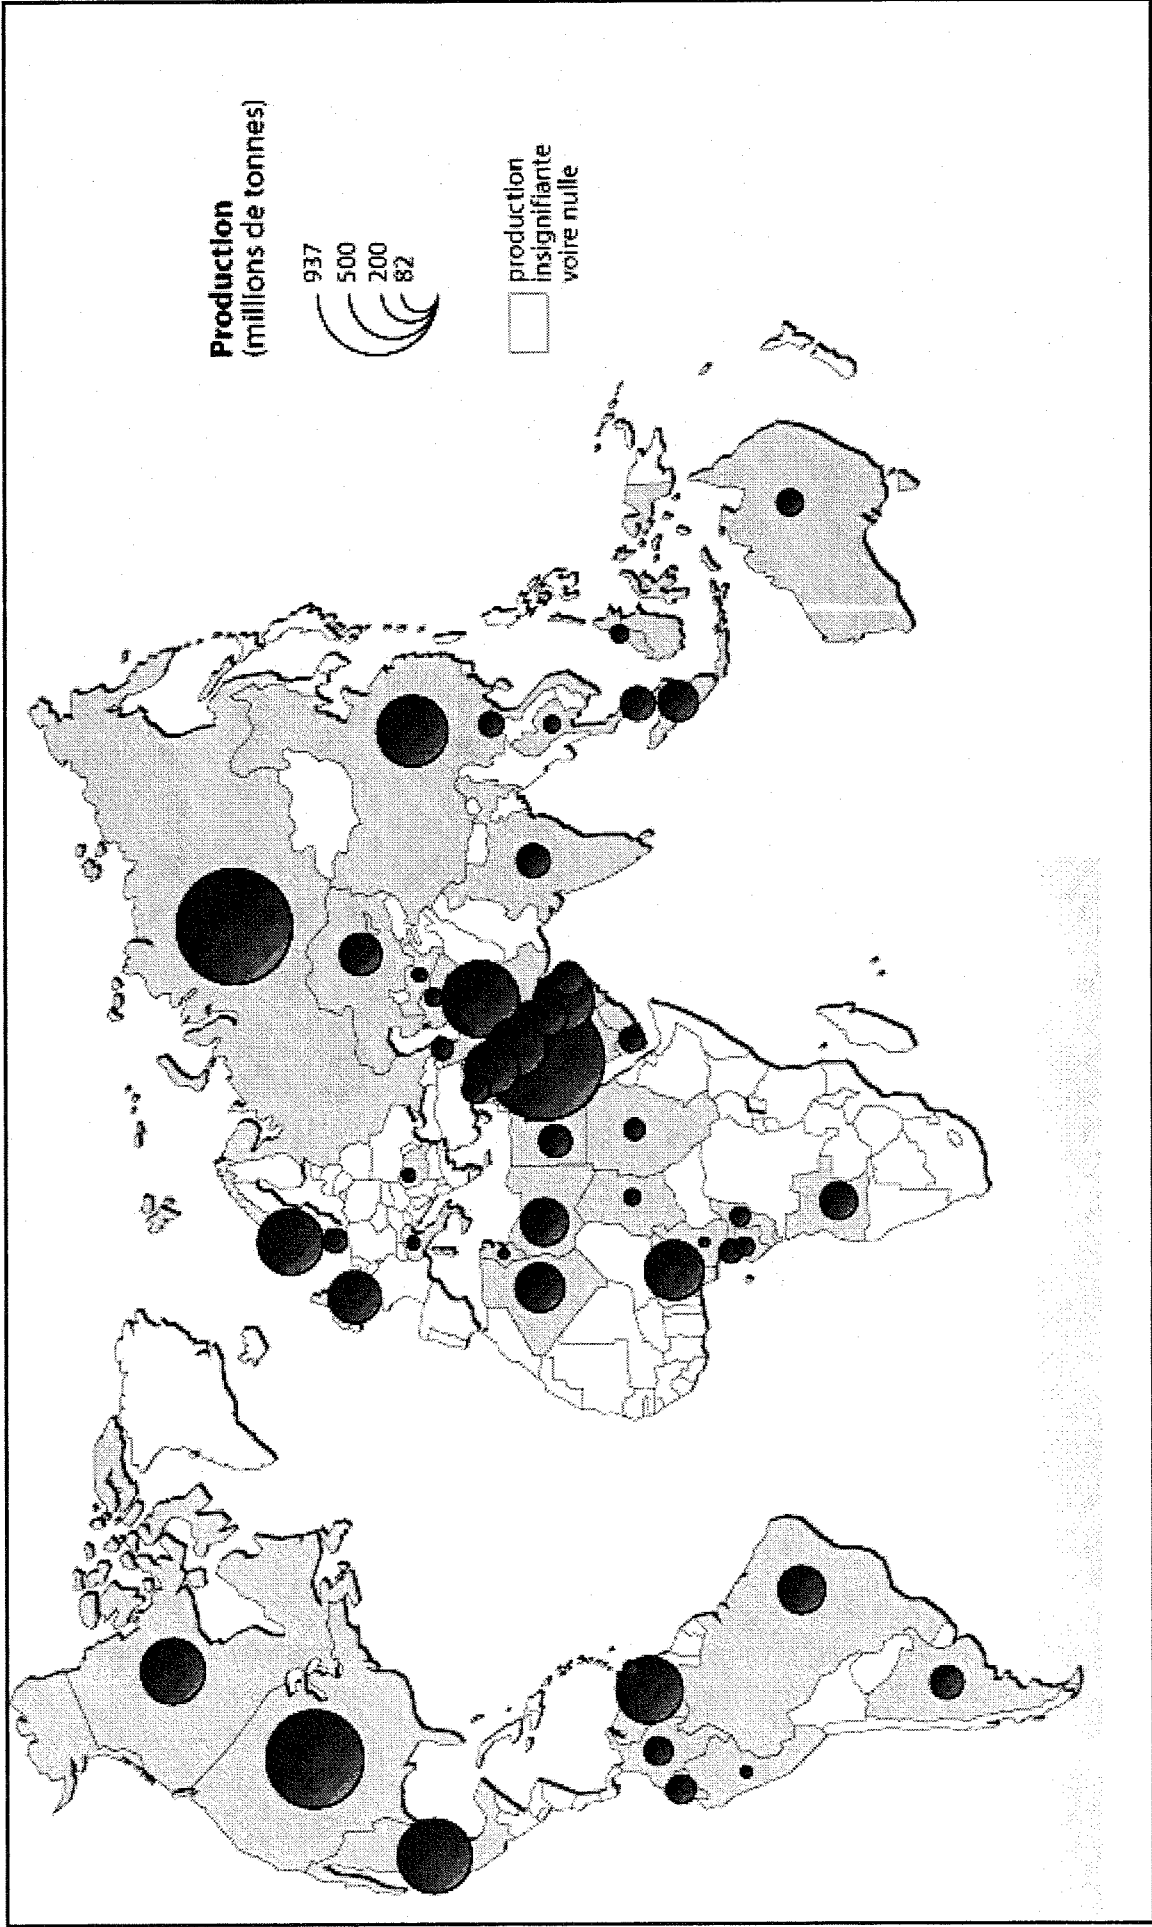 Production
(millions de tonnes)
937
500
200
82
production
insignifiante
voire nulle